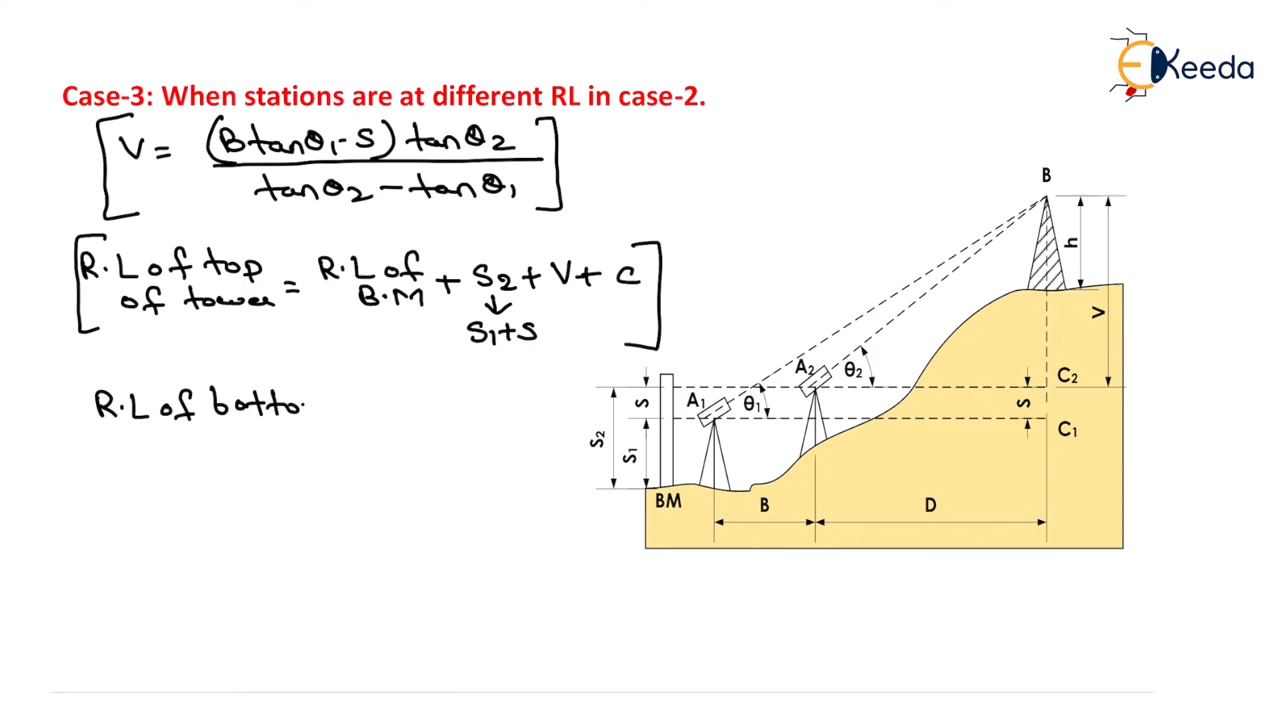 EKeeda
Case-3: When stations are at different RL in case-2.
V = (B tanθ1 - S) tanθ2
tanθ2 - tanθ1
R.L of top of tower = R.L of B.M + S2 + V + C
S1+S
R.L of botto
B
h
V
A2
θ2
C2
S
A1
θ1
S
C1
S2
S1
BM
B
D